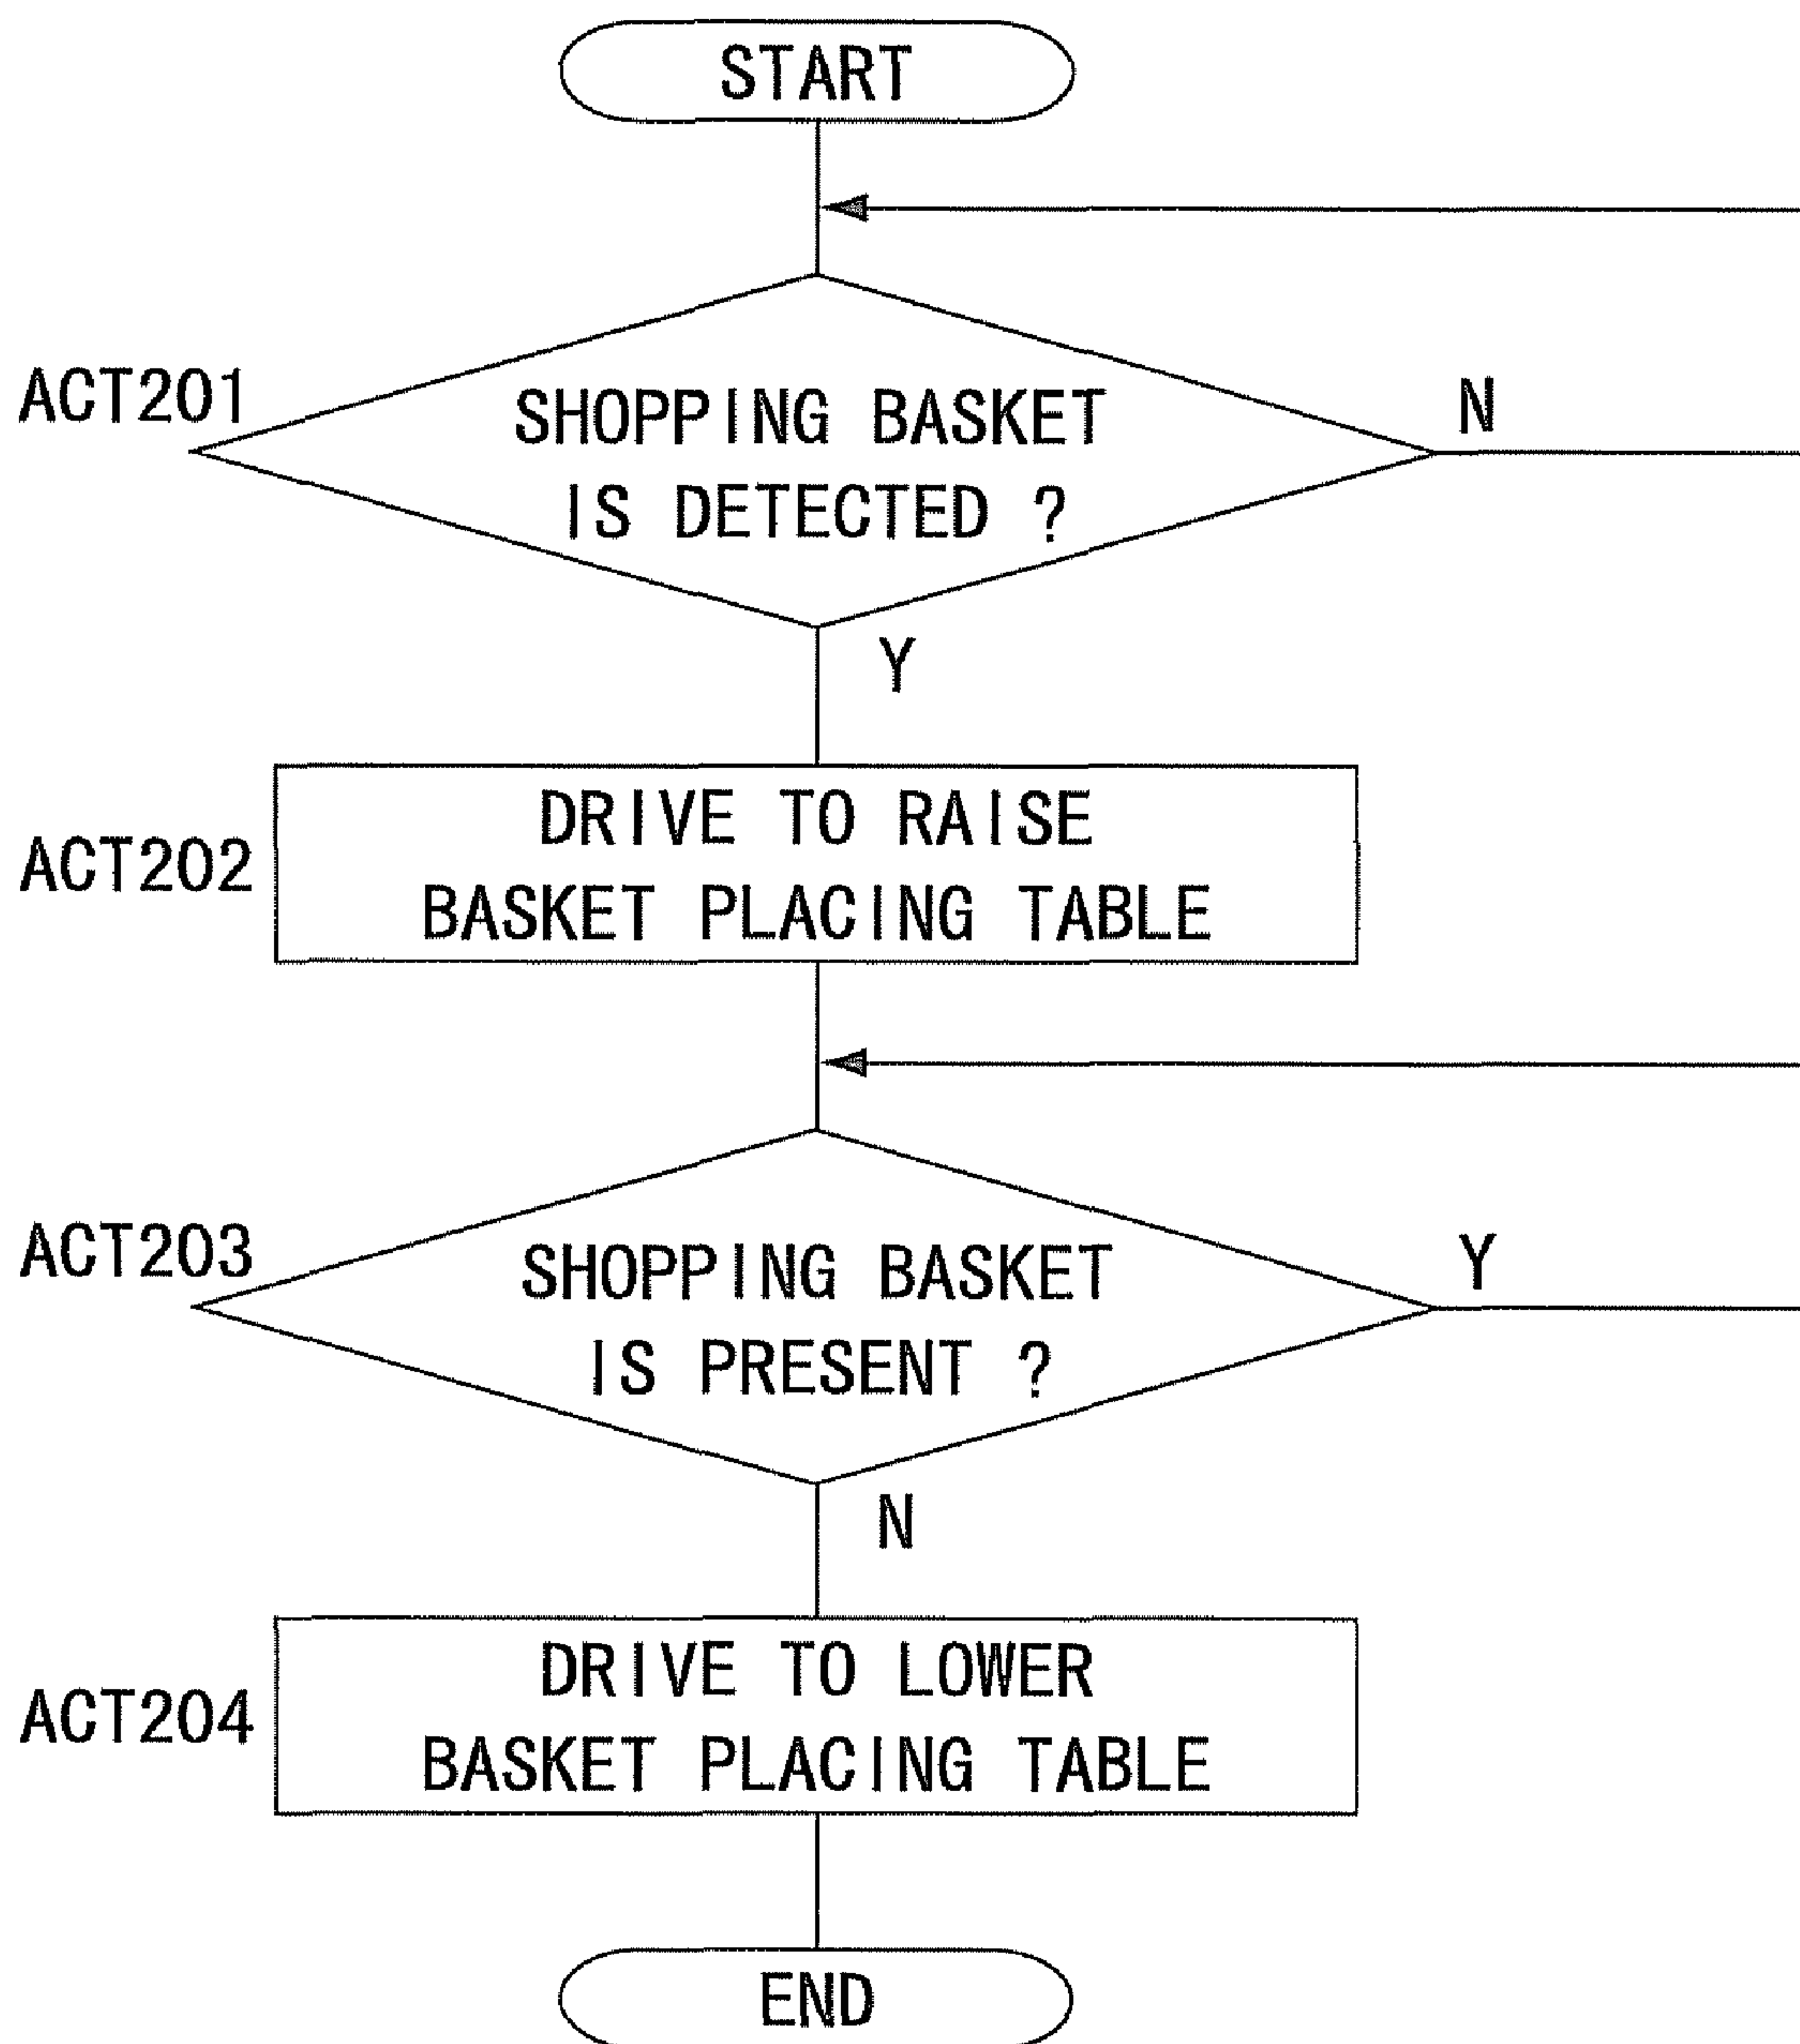 START
ACT201
SHOPPING BASKET
IS DETECTED ?
N
Y
ACT202
DRIVE TO RAISE
BASKET PLACING TABLE
ACT203
SHOPPING BASKET
IS PRESENT ?
Y
N
ACT204
DRIVE TO LOWER
BASKET PLACING TABLE
END